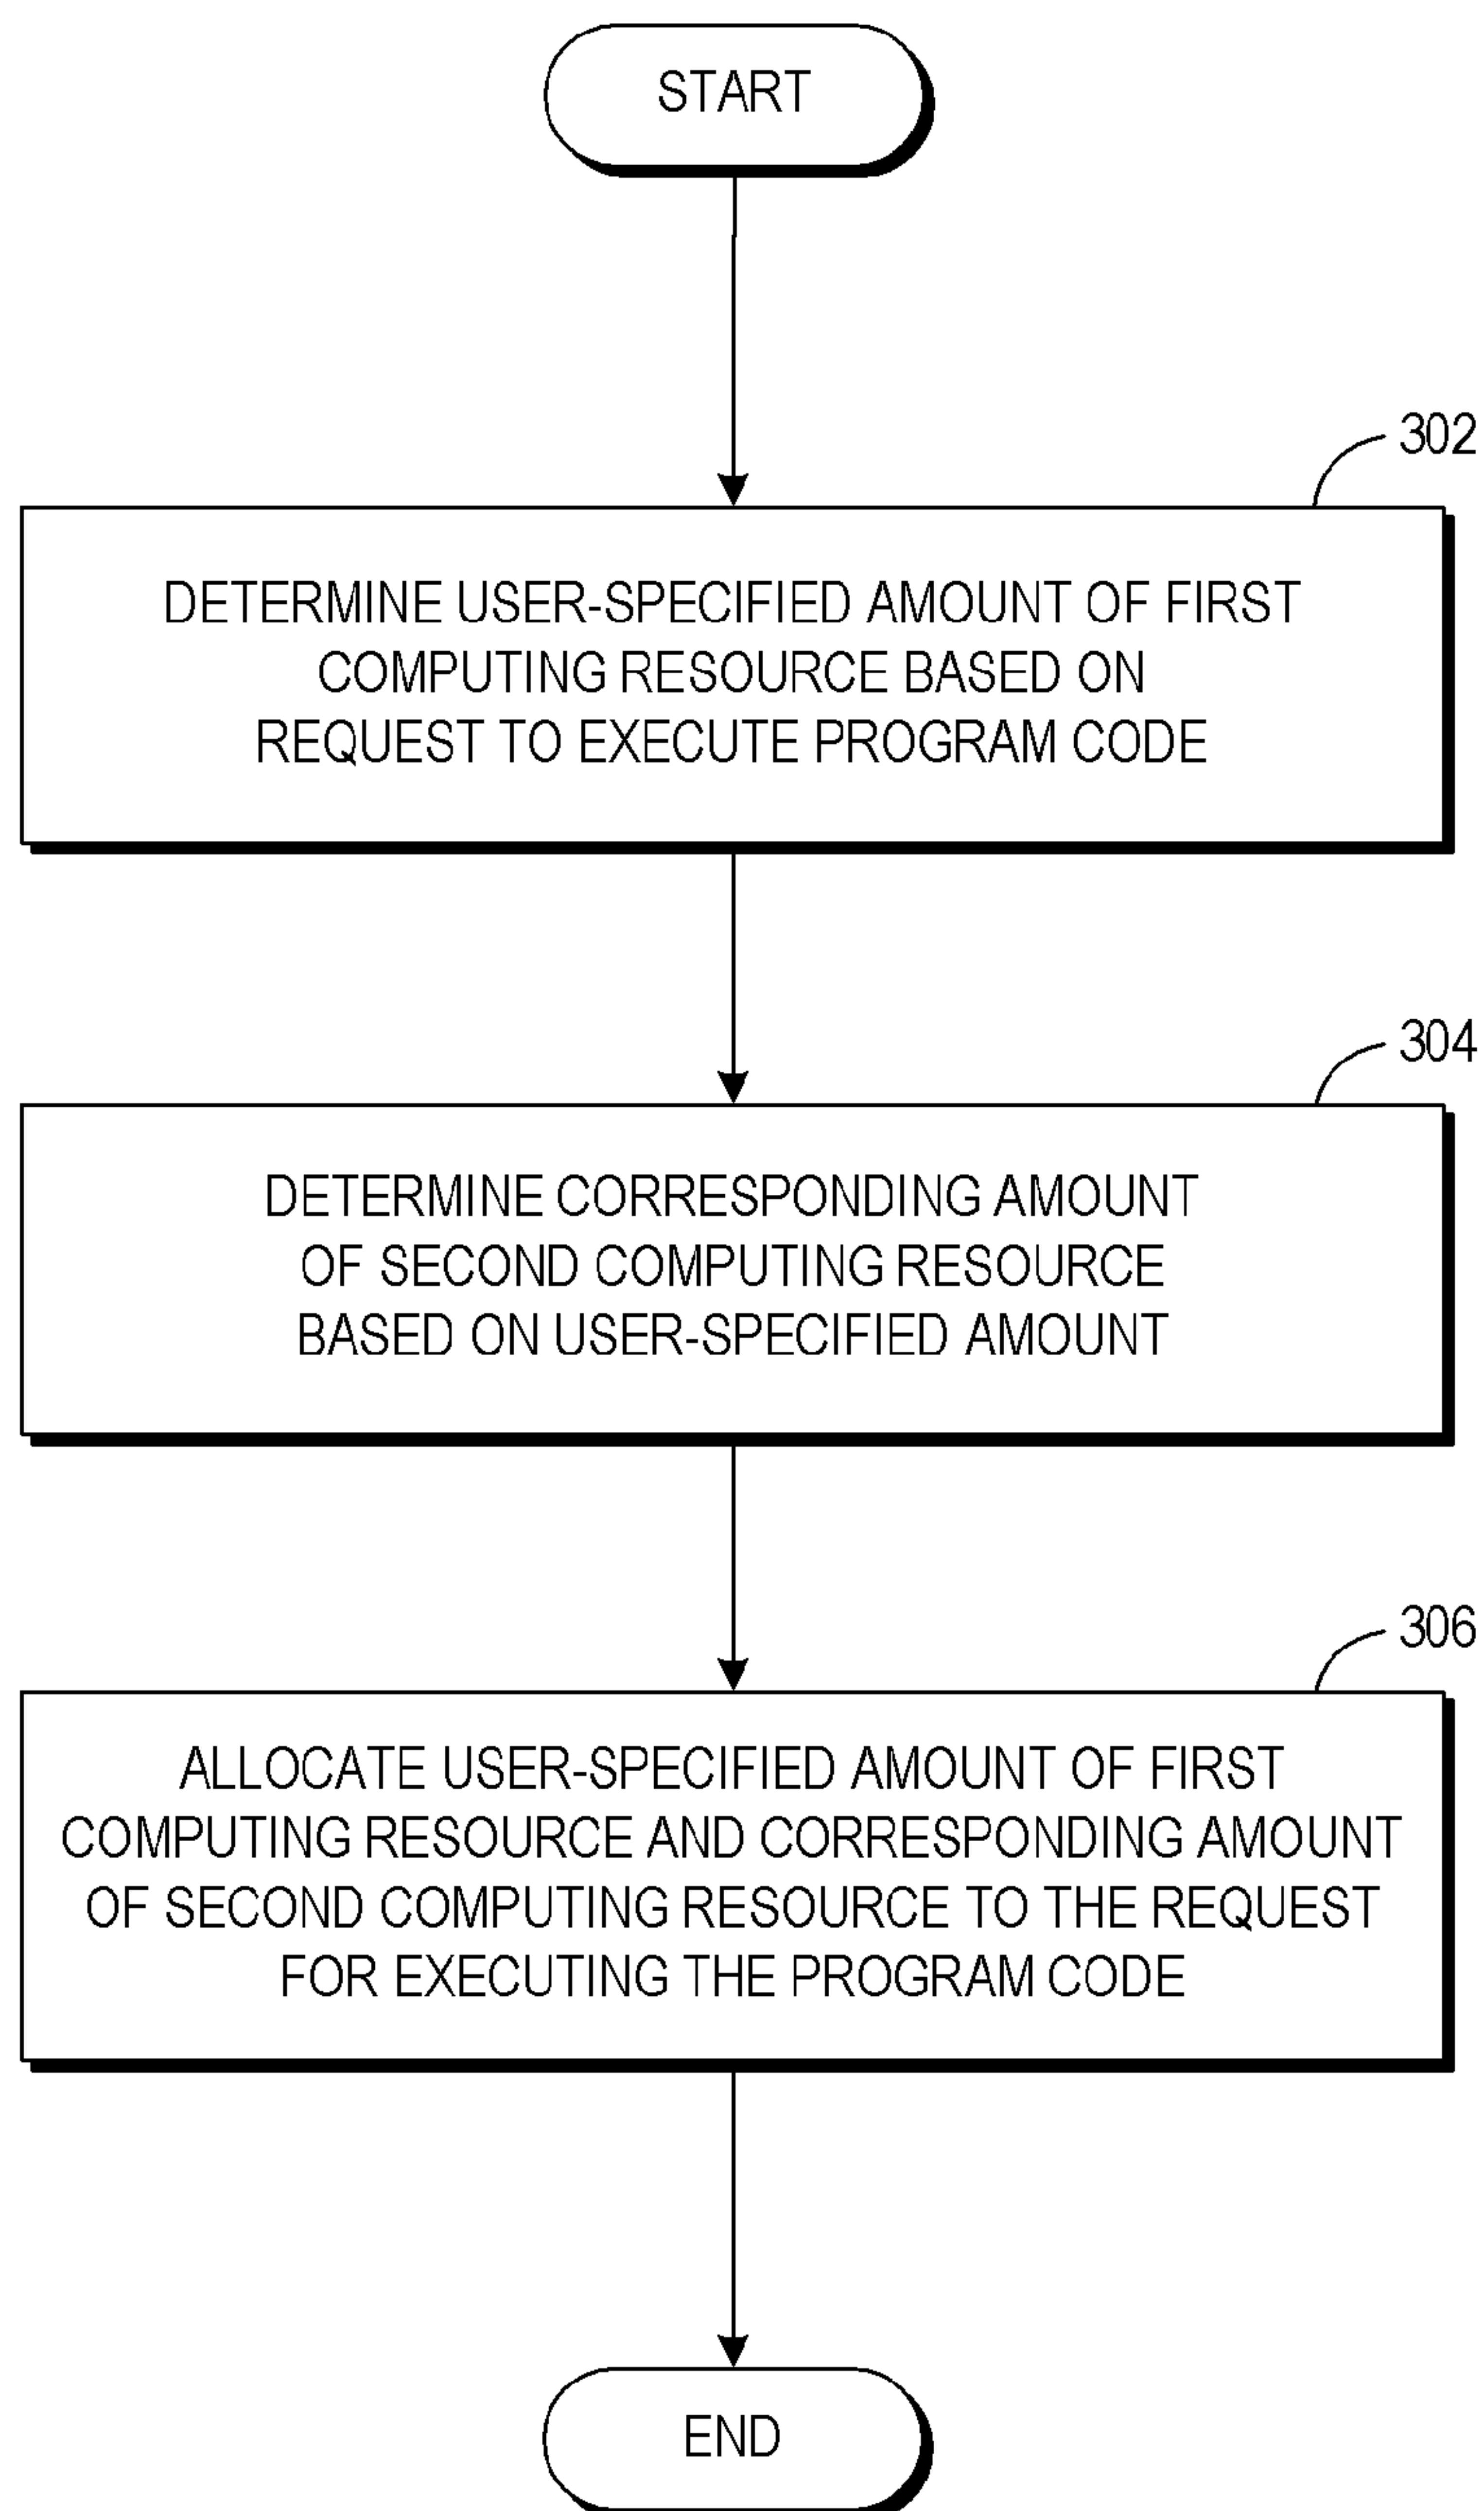 START
302
DETERMINE USER-SPECIFIED AMOUNT OF FIRST
COMPUTING RESOURCE BASED ON
REQUEST TO EXECUTE PROGRAM CODE
304
DETERMINE CORRESPONDING AMOUNT
OF SECOND COMPUTING RESOURCE
BASED ON USER-SPECIFIED AMOUNT
306
ALLOCATE USER-SPECIFIED AMOUNT OF FIRST
COMPUTING RESOURCE AND CORRESPONDING AMOUNT
OF SECOND COMPUTING RESOURCE TO THE REQUEST
FOR EXECUTING THE PROGRAM CODE
END